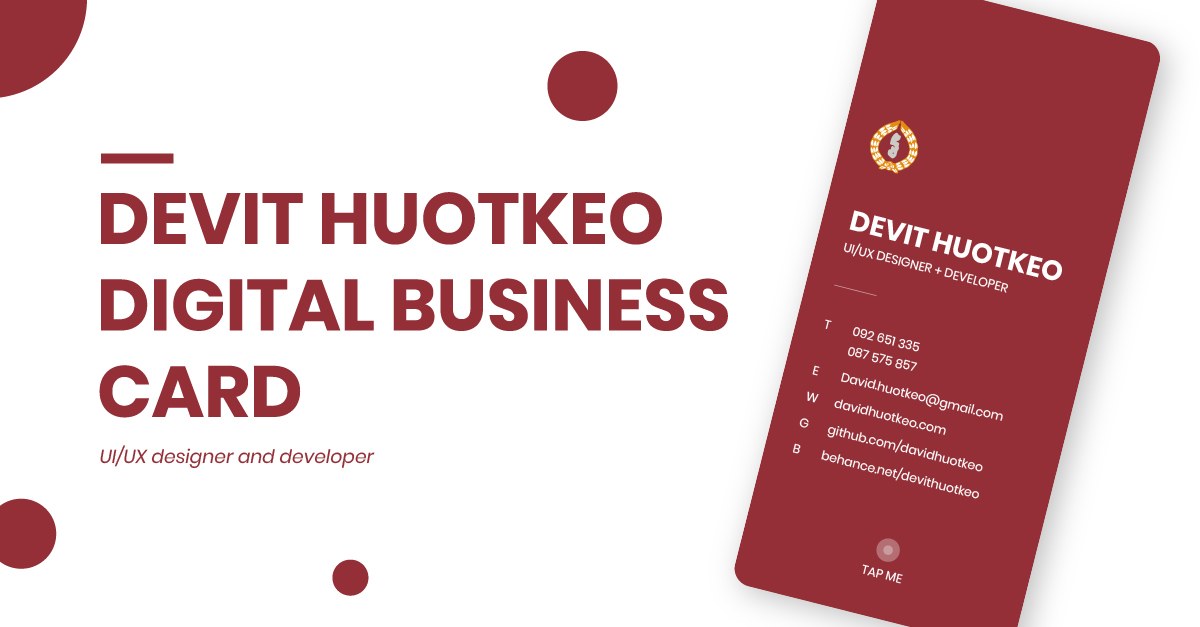 DEVIT HUOTKEO
DIGITAL BUSINESS
CARD
UI/UX designer and developer
DEVIT HUOTKEO
UI/UX DESIGNER + DEVELOPER
T 092 651 335
087 575 857
E David.huotkeo@gmail.com
W davidhuotkeo.com
G github.com/davidhuotkeo
B behance.net/devithuotkeo
TAP ME